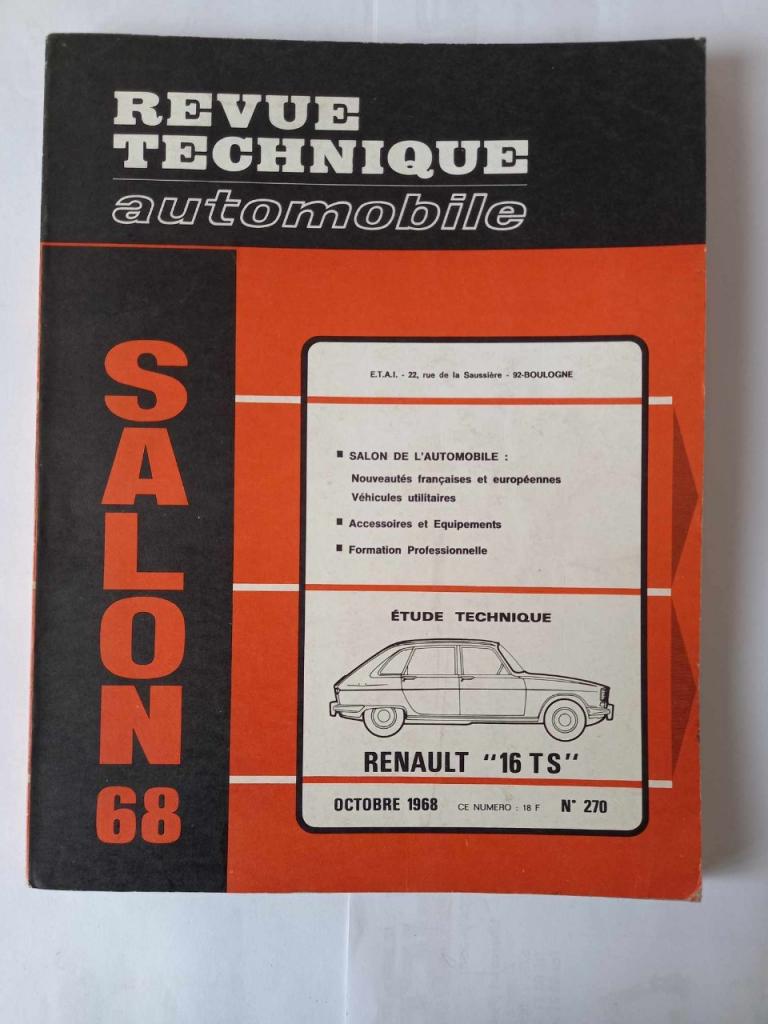 REVUE
TECHNIQUE
automobile
SALON
68
E.T.A.I. - 22, rue de la Saussière - 92-BOULOGNE
■ SALON DE L'AUTOMOBILE :
Nouveautés françaises et européennes
Véhicules utilitaires
■ Accessoires et Equipements
■ Formation Professionnelle
ÉTUDE TECHNIQUE
RENAULT "16 TS"
OCTOBRE 1968 CE NUMERO : 18 F N° 270